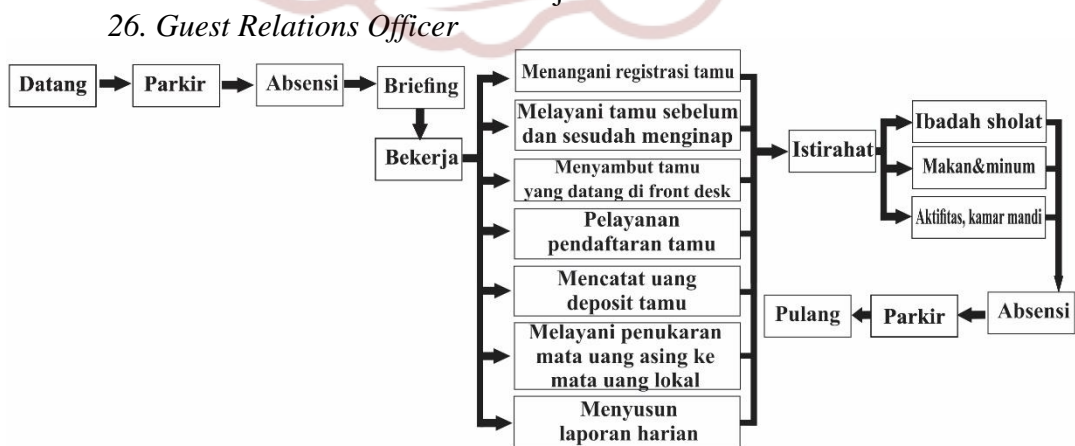 26. Guest Relations Officer
Datang
Parkir
Absensi
Briefing
Bekerja
Menangani registrasi tamu
Melayani tamu sebelum
dan sesudah menginap
Menyambut tamu
yang datang di front desk
Pelayanan
pendaftaran tamu
Mencatat uang
deposit tamu
Melayani penukaran
mata uang asing ke
mata uang lokal
Menyusun
laporan harian
Istirahat
Ibadah sholat
Makan&minum
Aktifitas, kamar mandi
Absensi
Parkir
Pulang